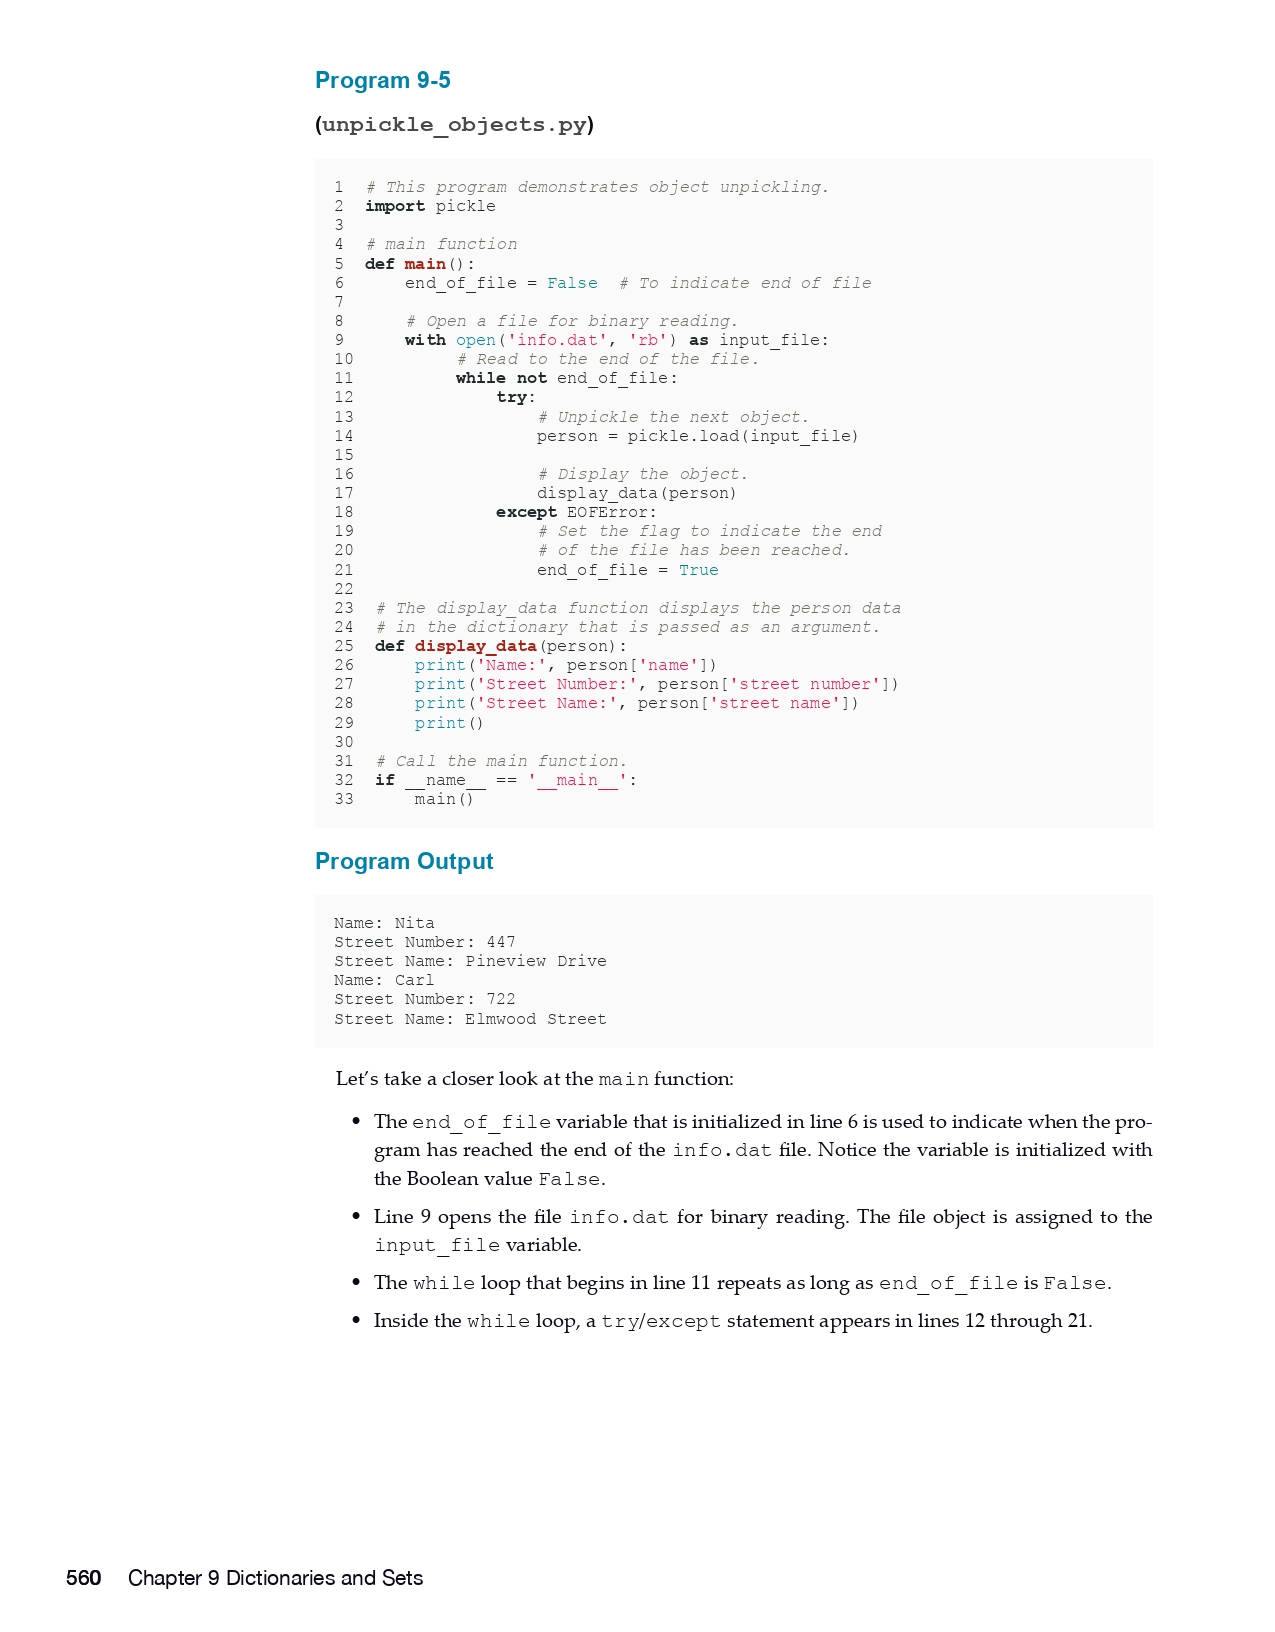 Program 9-5
(unpickle_objects.py)
1  # This program demonstrates object unpickling.
2  import pickle
3
4  # main function
5  def main():
6      end_of_file = False  # To indicate end of file
7
8      # Open a file for binary reading.
9      with open('info.dat', 'rb') as input_file:
10          # Read to the end of the file.
11          while not end_of_file:
12              try:
13                  # Unpickle the next object.
14                  person = pickle.load(input_file)
15
16                  # Display the object.
17                  display_data(person)
18              except EOFError:
19                  # Set the flag to indicate the end
20                  # of the file has been reached.
21                  end_of_file = True
22
23  # The display_data function displays the person data
24  # in the dictionary that is passed as an argument.
25  def display_data(person):
26      print('Name:', person['name'])
27      print('Street Number:', person['street number'])
28      print('Street Name:', person['street name'])
29      print()
30
31  # Call the main function.
32  if __name__ == '__main__':
33      main()
Program Output
Name: Nita
Street Number: 447
Street Name: Pineview Drive
Name: Carl
Street Number: 722
Street Name: Elmwood Street
Let’s take a closer look at the main function:
• The end_of_file variable that is initialized in line 6 is used to indicate when the pro-
gram has reached the end of the info.dat file. Notice the variable is initialized with
the Boolean value False.
• Line 9 opens the file info.dat for binary reading. The file object is assigned to the
input_file variable.
• The while loop that begins in line 11 repeats as long as end_of_file is False.
• Inside the while loop, a try/except statement appears in lines 12 through 21.
560 Chapter 9 Dictionaries and Sets